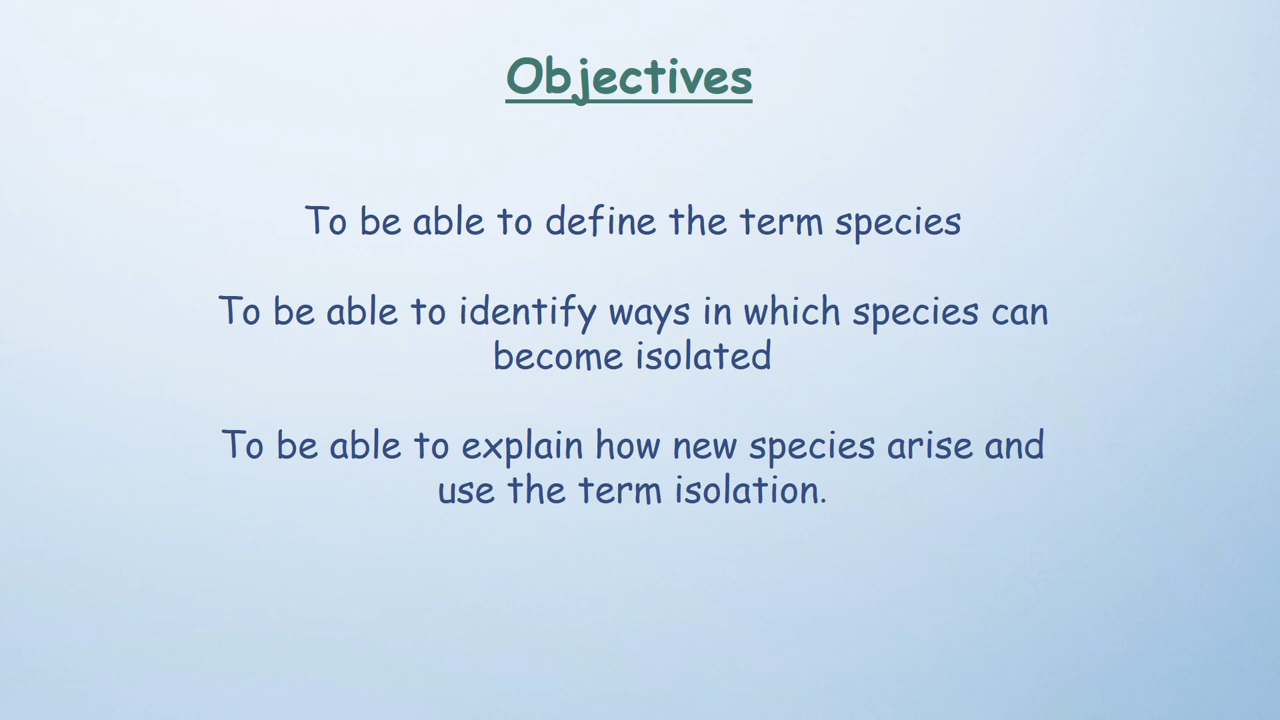 Objectives
To be able to define the term species
To be able to identify ways in which species can
become isolated
To be able to explain how new species arise and
use the term isolation.